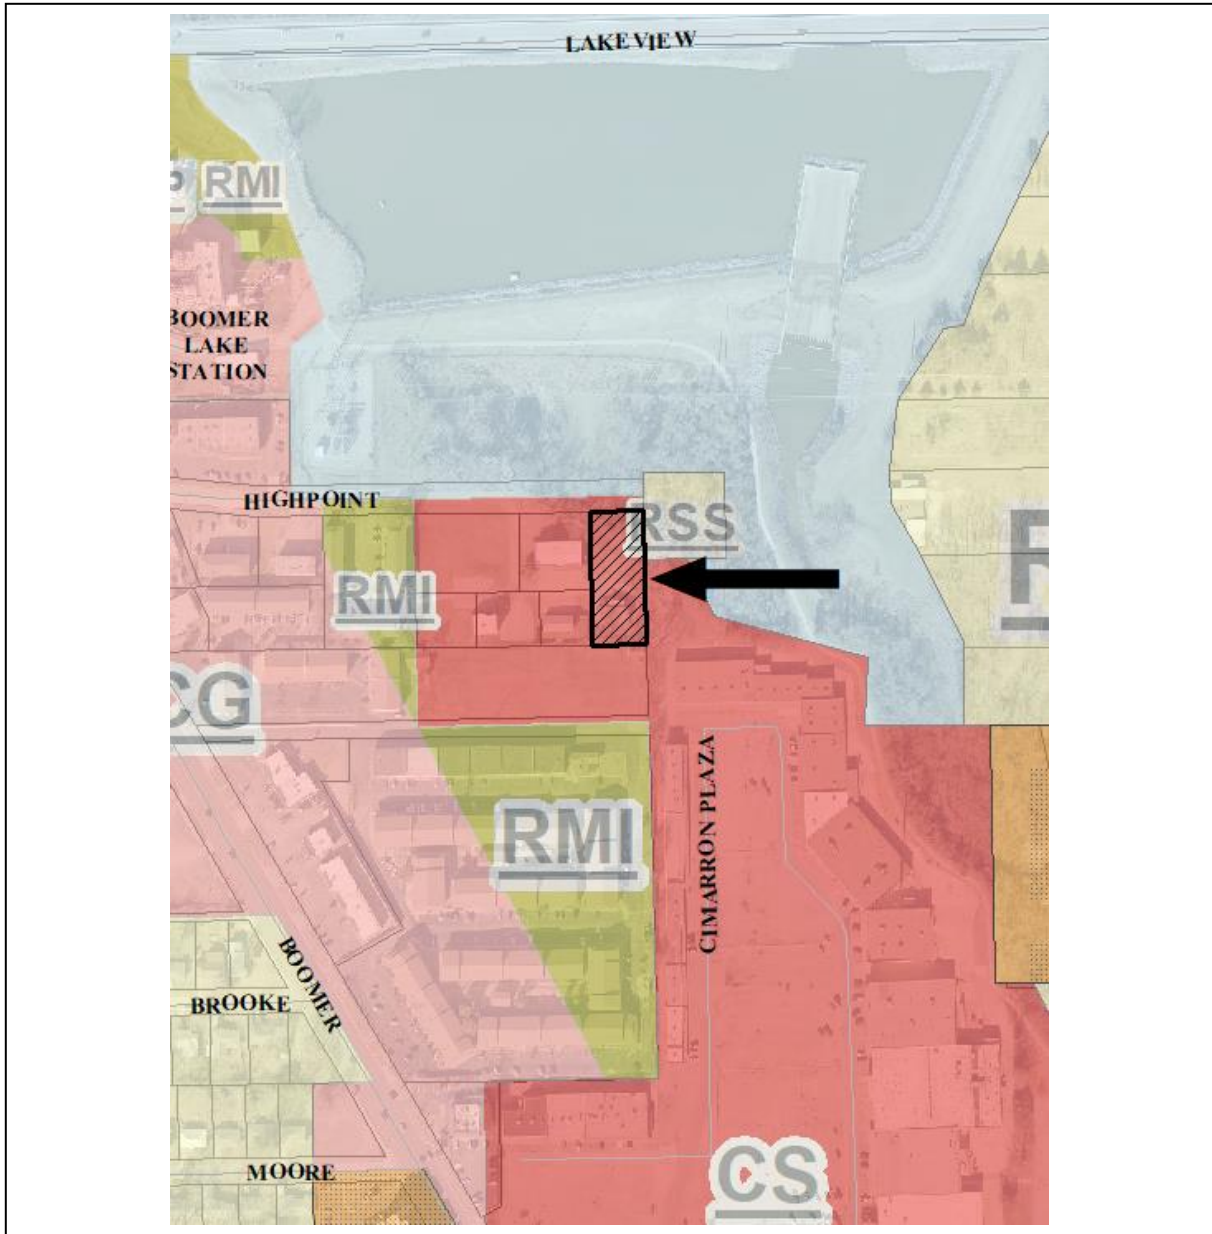 LAKEVIEW
P RMI
BOOMER
LAKE
STATION
HIGHPOINT
RSS
R
RMI
CG
CIMARRON PLAZA
RMI
BOOMER
BROOKE
MOORE
CS